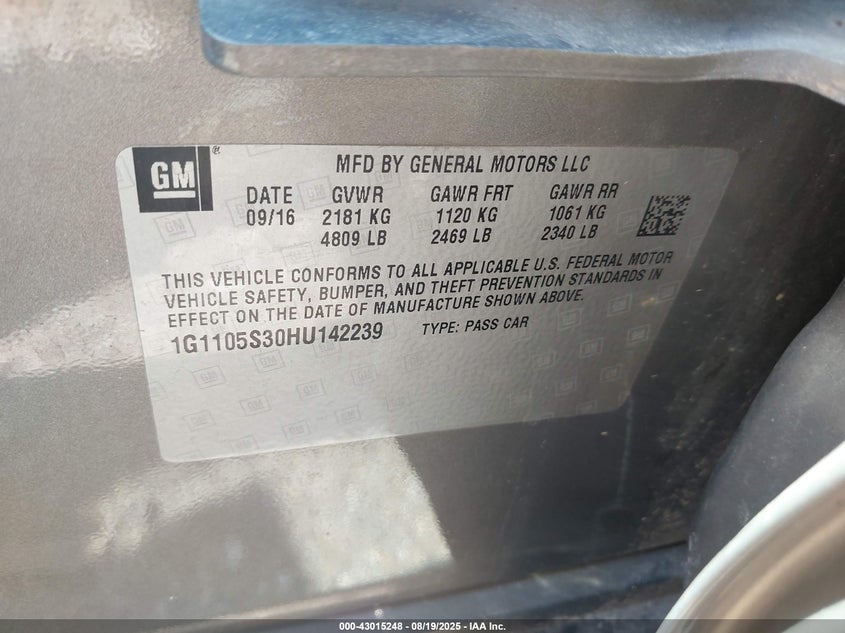 GM ® MFD BY GENERAL MOTORS LLC
DATE GVWR GAWR FRT GAWR RR
09/16 2181 KG 1120 KG 1061 KG
4809 LB 2469 LB 2340 LB
THIS VEHICLE CONFORMS TO ALL APPLICABLE U.S. FEDERAL MOTOR
VEHICLE SAFETY, BUMPER, AND THEFT PREVENTION STANDARDS IN
EFFECT ON THE DATE OF MANUFACTURE SHOWN ABOVE.
1G1105S30HU142239 TYPE: PASS CAR
000-43015248 - 08/19/2025 - IAA Inc.